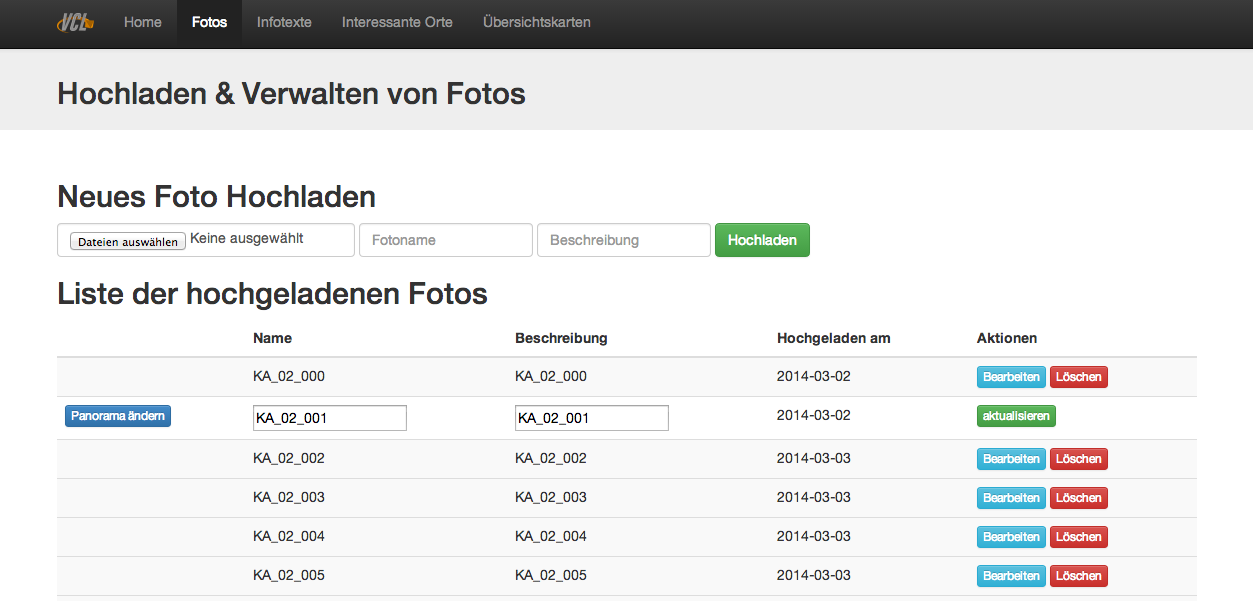 VCL Home Fotos Infotexte Interessante Orte Übersichtskarten
Hochladen & Verwalten von Fotos
Neues Foto Hochladen
Dateien auswählen Keine ausgewählt Fotoname Beschreibung Hochladen
Liste der hochgeladenen Fotos
Name Beschreibung Hochgeladen am Aktionen
KA_02_000 KA_02_000 2014-03-02 Bearbeiten Löschen
Panorama ändern KA_02_001 KA_02_001 2014-03-02 aktualisieren
KA_02_002 KA_02_002 2014-03-03 Bearbeiten Löschen
KA_02_003 KA_02_003 2014-03-03 Bearbeiten Löschen
KA_02_004 KA_02_004 2014-03-03 Bearbeiten Löschen
KA_02_005 KA_02_005 2014-03-03 Bearbeiten Löschen